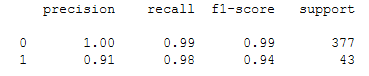 precision recall f1-score support
0 1.00 0.99 0.99 377
1 0.91 0.98 0.94 43